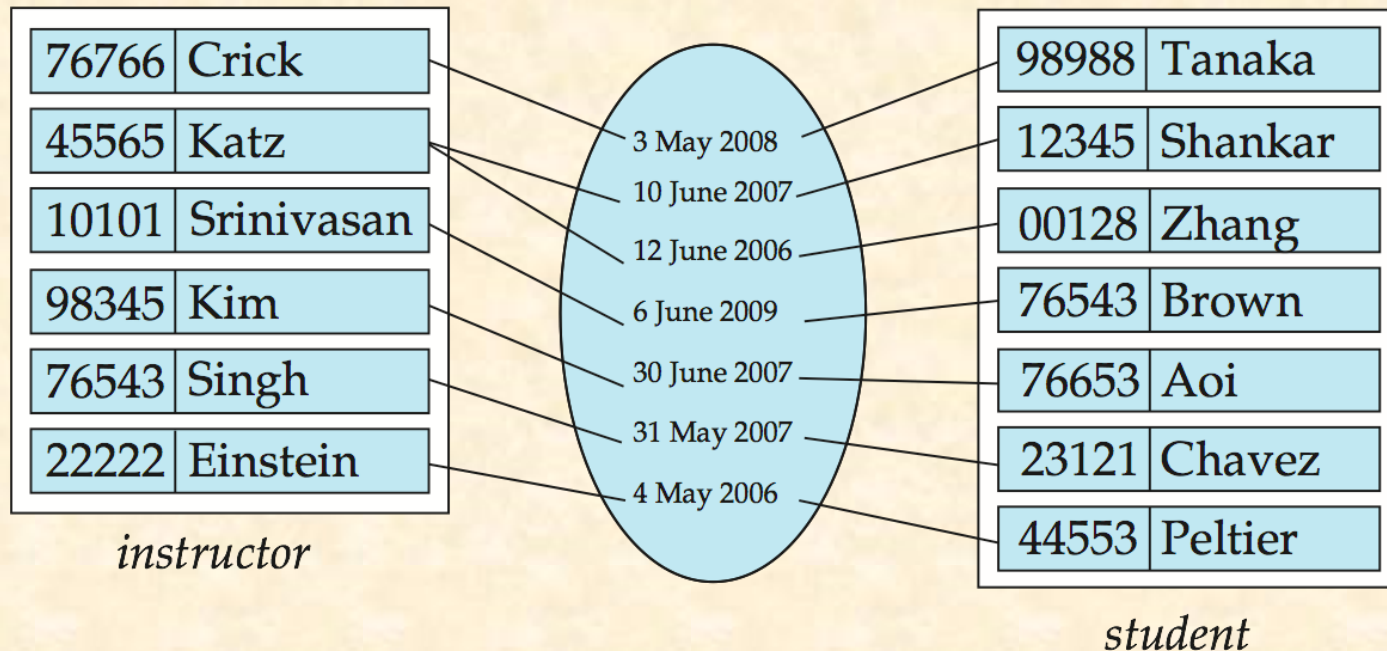 76766 Crick
45565 Katz
10101 Srinivasan
98345 Kim
76543 Singh
22222 Einstein
instructor
3 May 2008
10 June 2007
12 June 2006
6 June 2009
30 June 2007
31 May 2007
4 May 2006
98988 Tanaka
12345 Shankar
00128 Zhang
76543 Brown
76653 Aoi
23121 Chavez
44553 Peltier
student